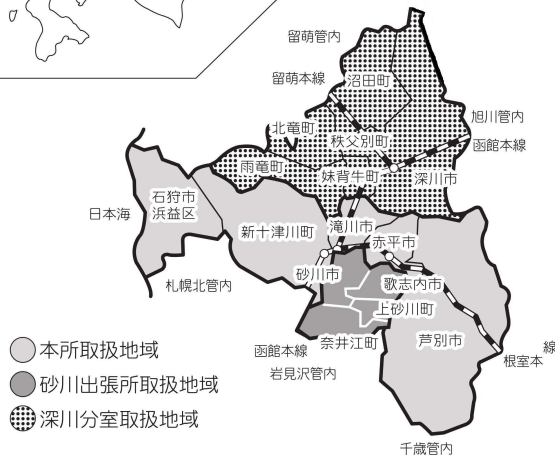 留萌管内
留萌本線
沼田町
旭川管内
北竜町
秩父別町
函館本線
雨竜町
妹背牛町
深川市
石狩市
浜益区
日本海
新十津川町
滝川市
赤平市
札幌北管内
砂川市
歌志内市
上砂川町
芦別市
奈井江町
函館本線
岩見沢管内
根室本線
千歳管内
本所取扱地域
砂川出張所取扱地域
深川分室取扱地域